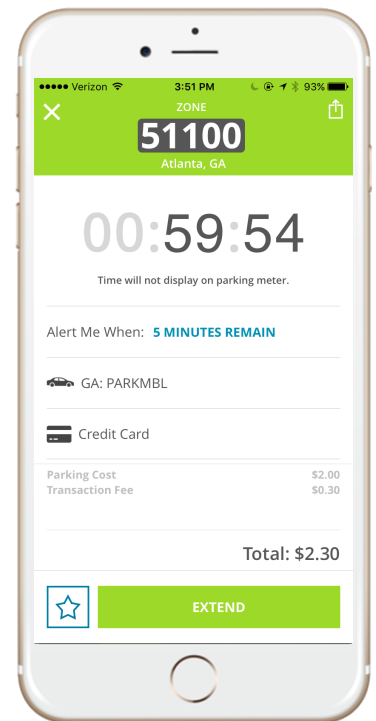 Verizon 3:51 PM 93%
ZONE
51100
Atlanta, GA
00:59:54
Time will not display on parking meter.
Alert Me When: 5 MINUTES REMAIN
GA: PARKMBL
Credit Card
Parking Cost $2.00
Transaction Fee $0.30
Total: $2.30
EXTEND